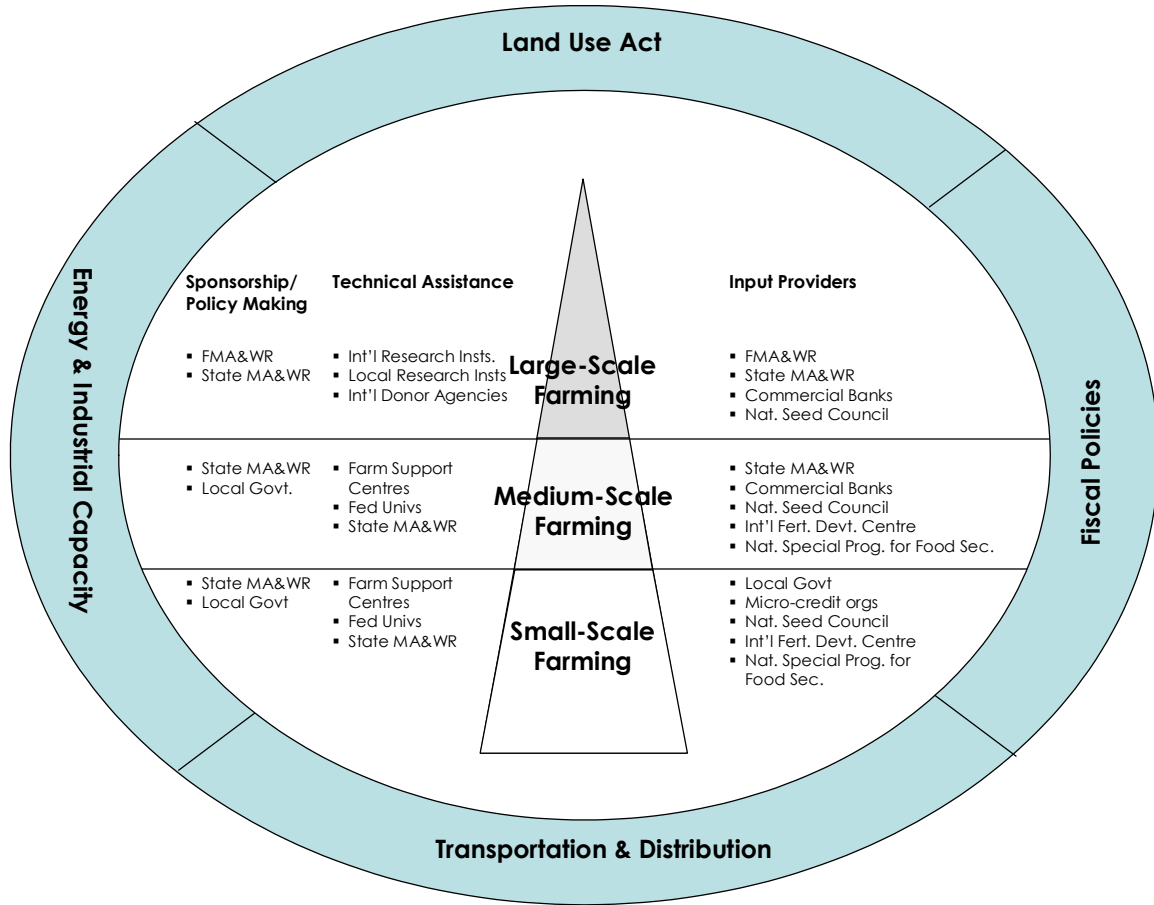 Land Use Act
Energy & Industrial Capacity
Fiscal Policies
Transportation & Distribution
Sponsorship/
Policy Making
Technical Assistance
Input Providers
▪ FMA&WR
▪ State MA&WR
▪ Int'l Research Insts.
▪ Local Research Insts
▪ Int'l Donor Agencies
Large-Scale
Farming
▪ FMA&WR
▪ State MA&WR
▪ Commercial Banks
▪ Nat. Seed Council
▪ State MA&WR
▪ Local Govt.
▪ Farm Support
Centres
▪ Fed Univs
▪ State MA&WR
Medium-Scale
Farming
▪ State MA&WR
▪ Commercial Banks
▪ Nat. Seed Council
▪ Int'l Fert. Devt. Centre
▪ Nat. Special Prog. for Food Sec.
▪ State MA&WR
▪ Local Govt
▪ Farm Support
Centres
▪ Fed Univs
▪ State MA&WR
Small-Scale
Farming
▪ Local Govt
▪ Micro-credit orgs
▪ Nat. Seed Council
▪ Int'l Fert. Devt. Centre
▪ Nat. Special Prog. for
Food Sec.